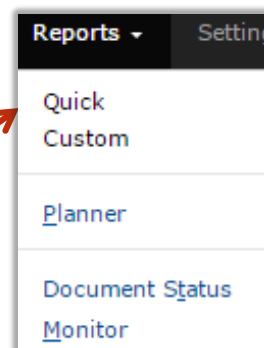 Reports Setting
Quick
Custom
Planner
Document Status
Monitor